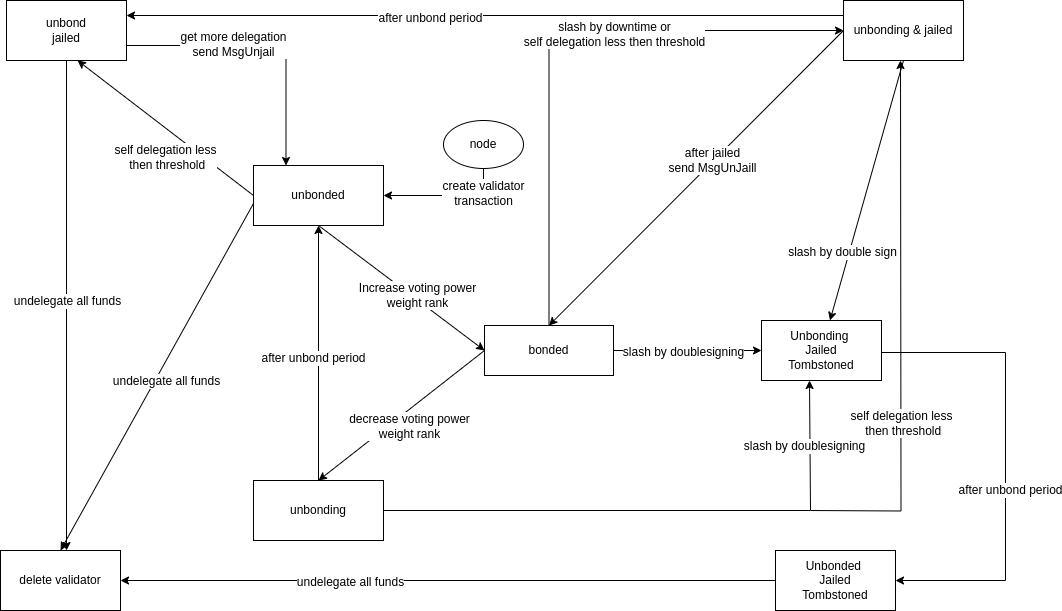 unbond
jailed
after unbond period
slash by downtime or
self delegation less then threshold
unbonding & jailed
get more delegation
send MsgUnjail
node
self delegation less
then threshold
after jailed
send MsgUnJaill
unbonded
create validator
transaction
slash by double sign
undelegate all funds
Increase voting power
weight rank
Unbonding
Jailed
Tombstoned
bonded
slash by doublesigning
after unbond period
undelegate all funds
decrease voting power
weight rank
self delegation less
then threshold
slash by doublesigning
after unbond period
unbonding
delete validator
undelegate all funds
Unbonded
Jailed
Tombstoned